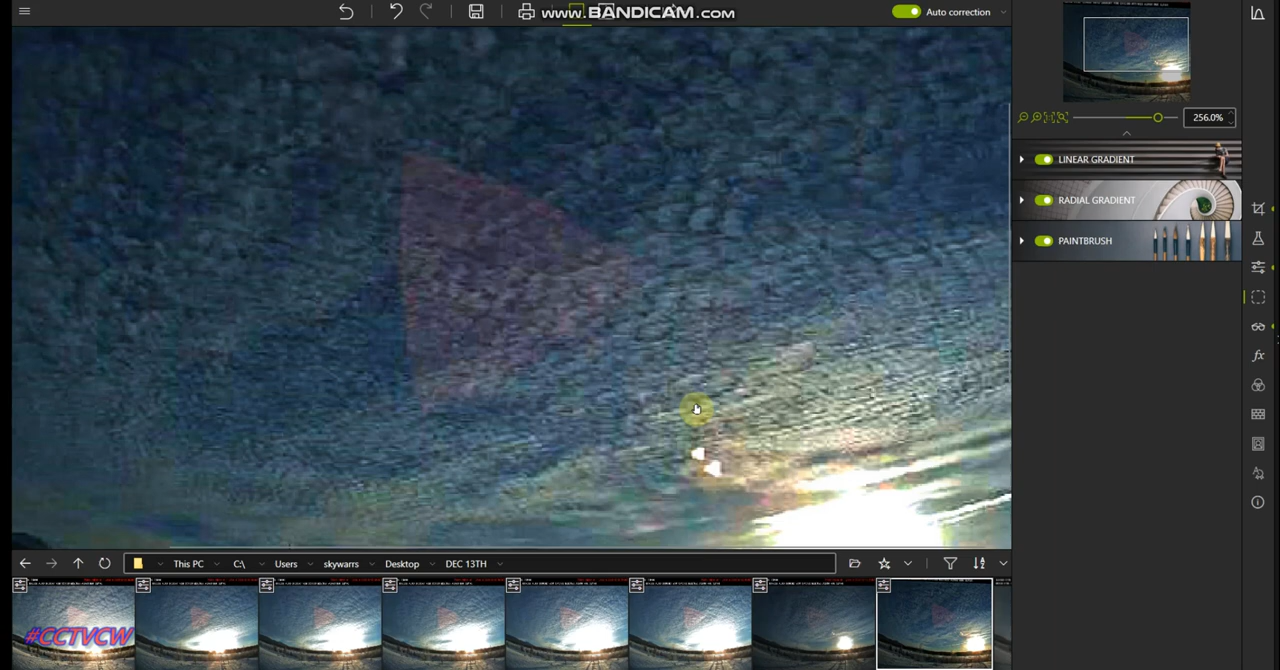 www.BANDICAM.com
Auto correction
256.0%
LINEAR GRADIENT
RADIAL GRADIENT
PAINTBRUSH
This PC
C:\
Users
skywarrs
Desktop
DEC 13TH
#CCTVCW
fx